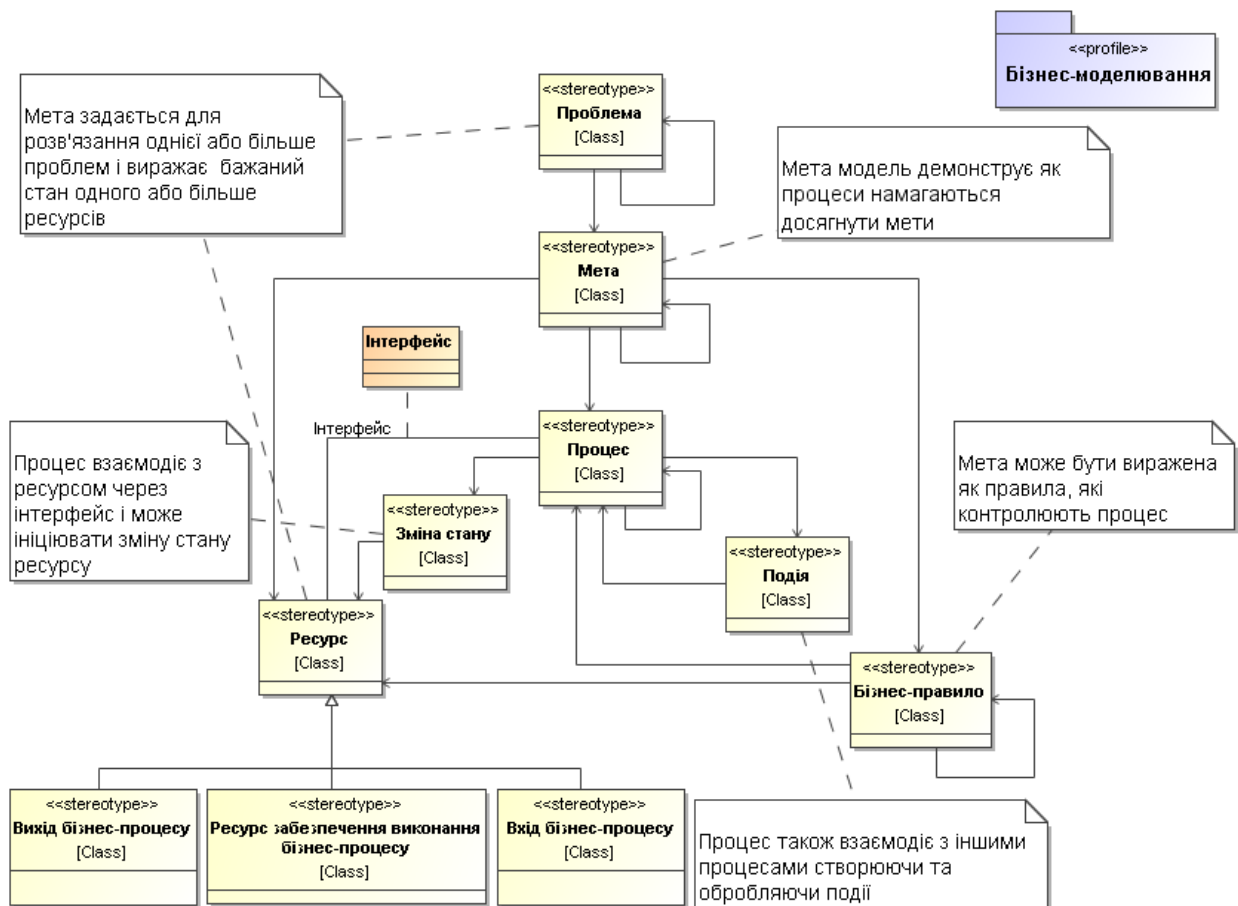 <<profile>>
Бізнес-моделювання
<<stereotype>>
Проблема
[Class]
Мета задається для
розв'язання однієї або більше
проблем і виражає бажаний
стан одного або більше
ресурсів
Мета модель демонструє як
процеси намагаються
досягнути мети
<<stereotype>>
Мета
[Class]
Інтерфейс
Інтерфейс
<<stereotype>>
Процес
[Class]
Процес взаємодіє з
ресурсом через
інтерфейс і може
ініціювати зміну стану
ресурсу
Мета може бути виражена
як правила, які
контролюють процес
<<stereotype>>
Зміна стану
[Class]
<<stereotype>>
Подія
[Class]
<<stereotype>>
Ресурс
[Class]
<<stereotype>>
Бізнес-правило
[Class]
<<stereotype>>
Вихід бізнес-процесу
[Class]
<<stereotype>>
Ресурс забезпечення виконання
бізнес-процесу
[Class]
<<stereotype>>
Вхід бізнес-процесу
[Class]
Процес також взаємодіє з іншими
процесами створюючи та
обробляючи події